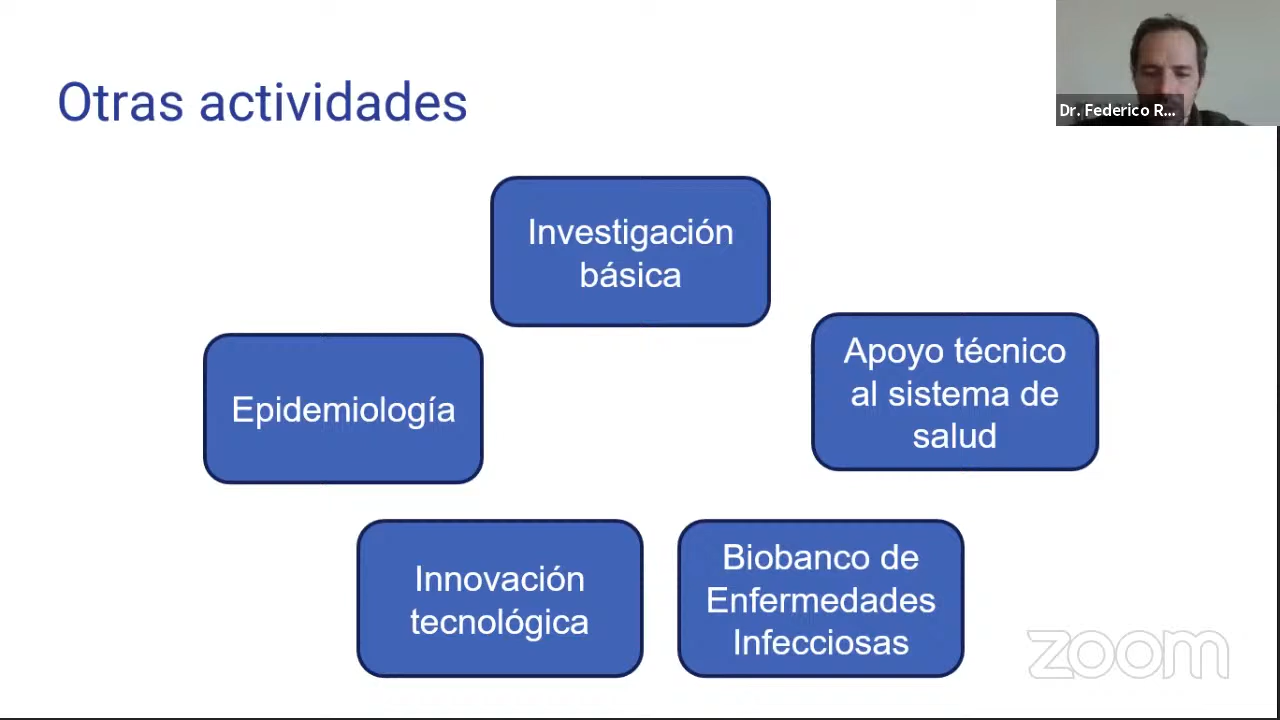 Otras actividades
Dr. Federico R...
Investigación
básica
Apoyo técnico
al sistema de
salud
Epidemiología
Innovación
tecnológica
Biobanco de
Enfermedades
Infecciosas
zoom